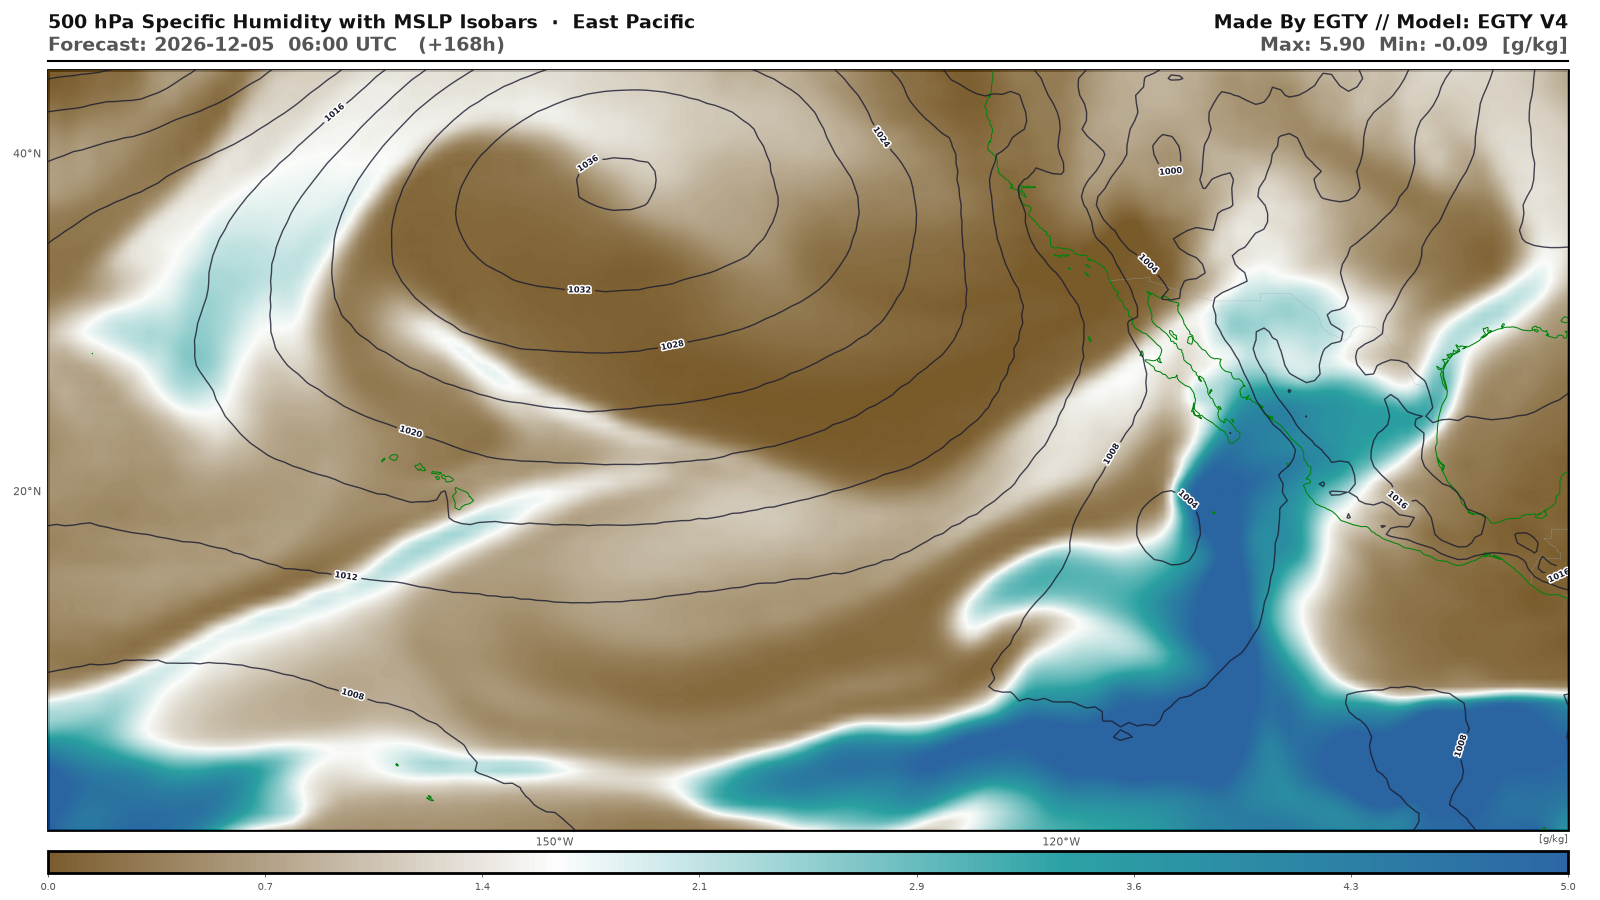 500 hPa Specific Humidity with MSLP Isobars · East Pacific
Made By EGTY // Model: EGTY V4
Forecast: 2026-12-05 06:00 UTC (+168h)
Max: 5.90 Min: -0.09 [g/kg]
1016
1036
1024
40°N
1000
1004
1032
1028
1020
1008
20°N
1004
1016
1012
1016
1008
1008
150°W
120°W
[g/kg]
0.0
0.7
1.4
2.1
2.9
3.6
4.3
5.0